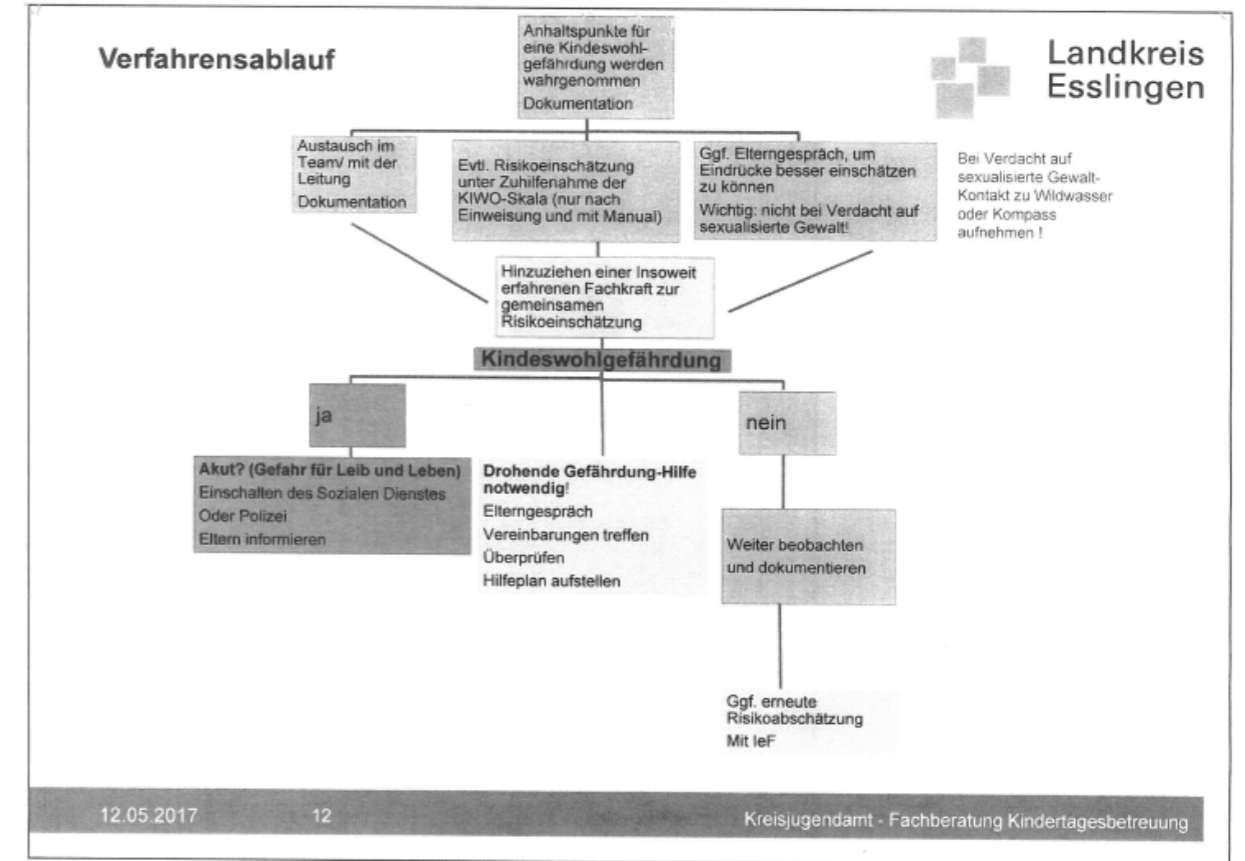 Verfahrensablauf
Anhaltspunkte für
eine Kindeswohl-
gefährdung werden
wahrgenommen
Dokumentation
Landkreis
Esslingen
Austausch im
Team/ mit der
Leitung
Dokumentation
Evtl. Risikoeinschätzung
unter Zuhilfenahme der
KIWO-Skala (nur nach
Einweisung und mit Manual)
Ggf. Elterngespräch, um
Eindrücke besser einschätzen
zu können
Wichtig: nicht bei Verdacht auf
sexualisierte Gewalt!
Bei Verdacht auf
sexualisierte Gewalt-
Kontakt zu Wildwasser
oder Kompass
aufnehmen !
Hinzuziehen einer Insoweit
erfahrenen Fachkraft zur
gemeinsamen
Risikoeinschätzung
Kindeswohlgefährdung
ja
nein
Akut? (Gefahr für Leib und Leben)
Einschalten des Sozialen Dienstes
Oder Polizei
Eltern informieren
Drohende Gefährdung-Hilfe
notwendig!
Elterngespräch
Vereinbarungen treffen
Überprüfen
Hilfeplan aufstellen
Weiter beobachten
und dokumentieren
Ggf. erneute
Risikoabschätzung
Mit IeF
12.05.2017
12
Kreisjugendamt - Fachberatung Kindertagesbetreuung